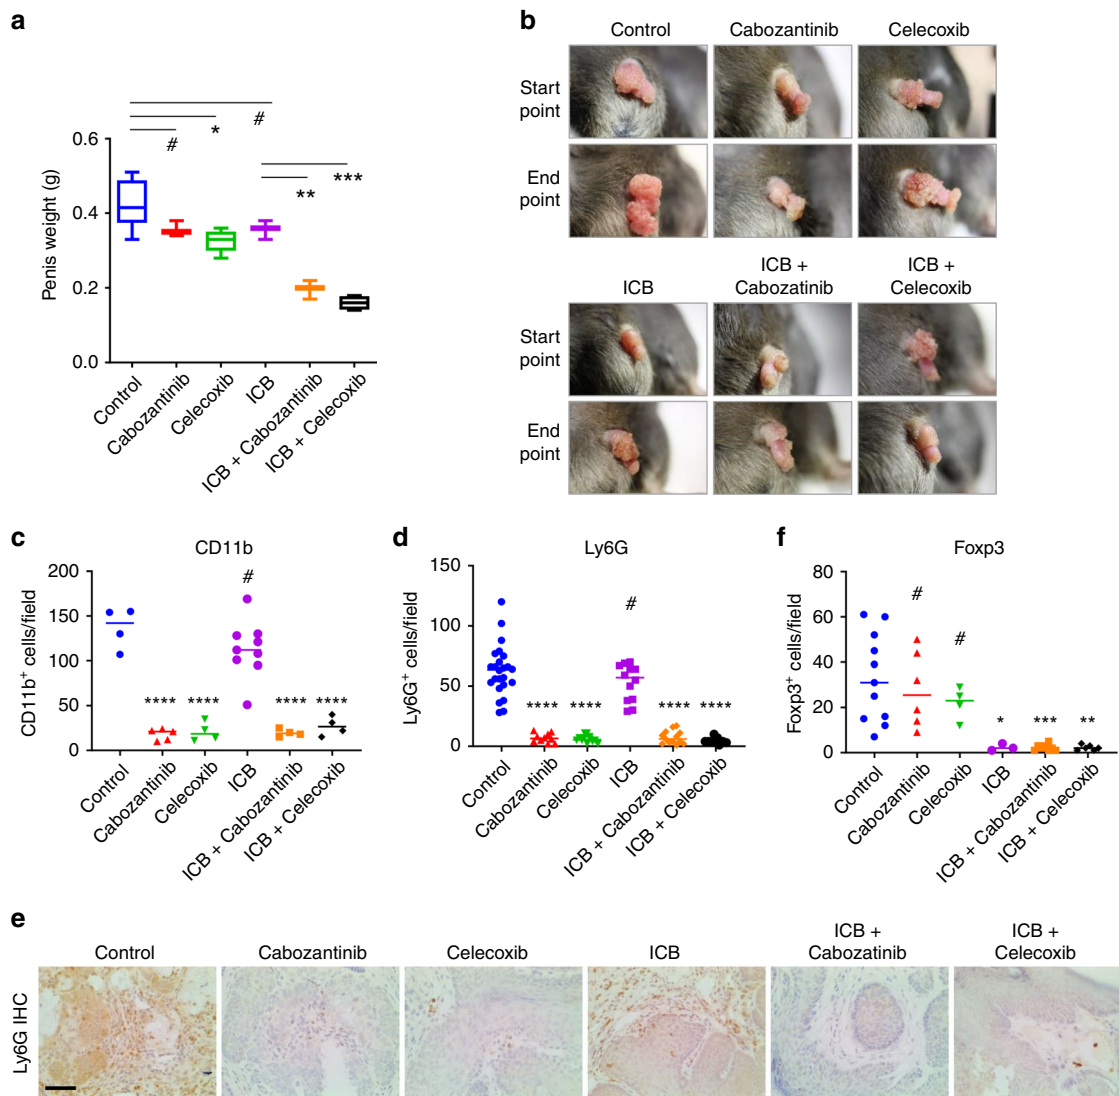 a
Penis weight (g)
0.6
0.4
0.2
0.0
#
*
#
**
***
Control
Cabozantinib
Celecoxib
ICB
ICB + Cabozantinib
ICB + Celecoxib
b
Control
Cabozantinib
Celecoxib
Start
point
End
point
ICB
ICB +
Cabozatinib
ICB +
Celecoxib
Start
point
End
point
c
CD11b
CD11b+ cells/field
200
150
100
50
0
****
****
#
****
****
Control
Cabozantinib
Celecoxib
ICB
ICB + Cabozantinib
ICB + Celecoxib
d
Ly6G
Ly6G+ cells/field
150
100
50
0
****
****
#
****
****
Control
Cabozantinib
Celecoxib
ICB
ICB + Cabozantinib
ICB + Celecoxib
f
Foxp3
Foxp3+ cells/field
80
60
40
20
0
#
#
*
***
**
Control
Cabozantinib
Celecoxib
ICB
ICB + Cabozantinib
ICB + Celecoxib
e
Control
Cabozantinib
Celecoxib
ICB
ICB +
Cabozatinib
ICB +
Celecoxib
Ly6G IHC